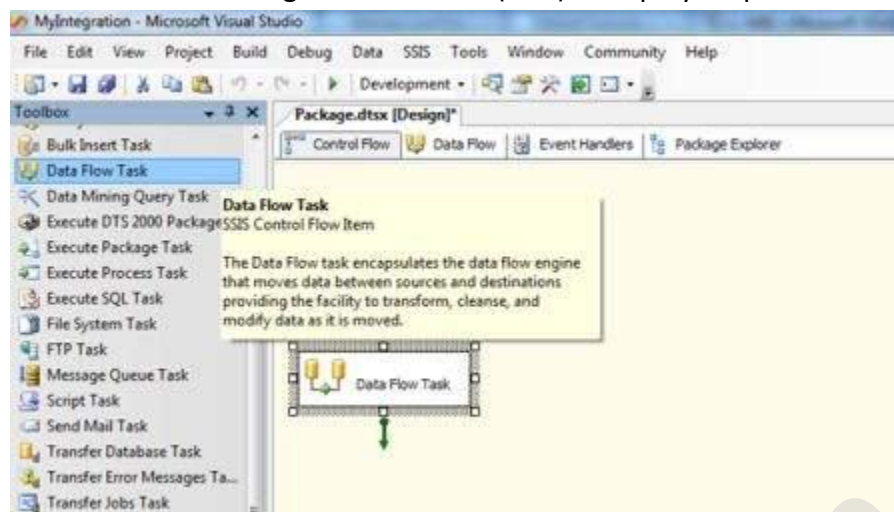 MyIntegration - Microsoft Visual Studio
File Edit View Project Build Debug Data SSIS Tools Window Community Help
Development
Toolbox
Package.dtsx [Design]*
Control Flow Data Flow Event Handlers Package Explorer
Bulk Insert Task
Data Flow Task
Data Mining Query Task
Execute DTS 2000 Package
Execute Package Task
Execute Process Task
Execute SQL Task
File System Task
FTP Task
Message Queue Task
Script Task
Send Mail Task
Transfer Database Task
Transfer Error Messages Ta...
Transfer Jobs Task
Data Flow Task
SSIS Control Flow Item
The Data Flow task encapsulates the data flow engine
that moves data between sources and destinations
providing the facility to transform, cleanse, and
modify data as it is moved.
Data Flow Task